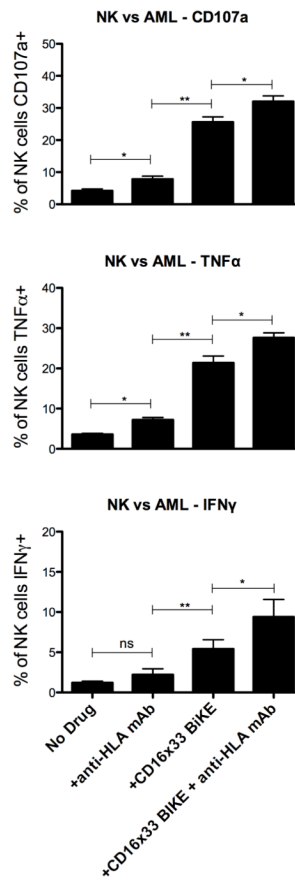 NK vs AML - CD107a
% of NK cells CD107a+
50
40
30
20
10
0
*
**
*
NK vs AML - TNFα
% of NK cells TNFα+
40
30
20
10
0
*
**
*
NK vs AML - IFNγ
% of NK cells IFNγ+
20
15
10
5
0
ns
**
*
No Drug
+anti-HLA mAb
+CD16x33 BiKE
+CD16x33 BIKE + anti-HLA mAb